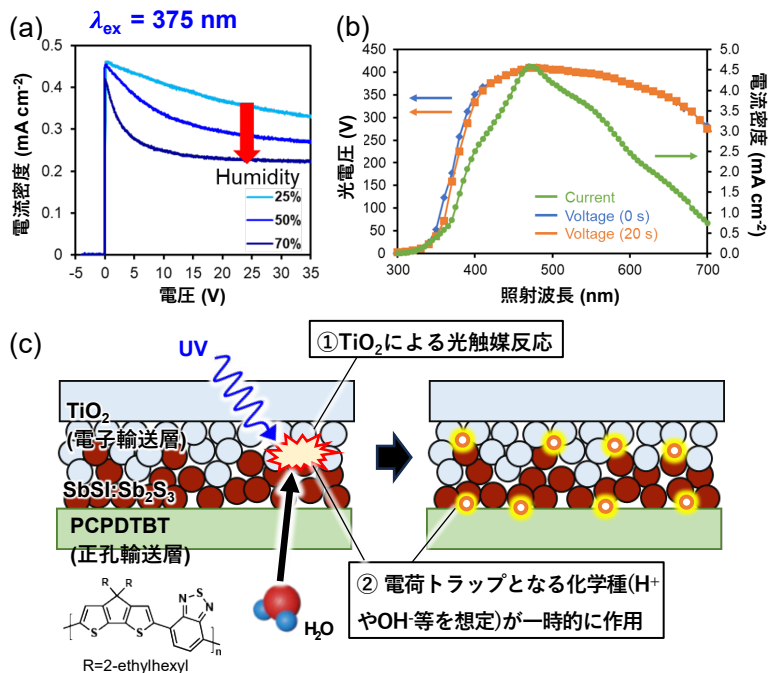 (a)
λex = 375 nm
電流密度 (mA cm-2)
0.5
0.4
0.3
0.2
0.1
0
-5
0
5
10
15
20
25
30
35
電圧 (V)
Humidity
25%
50%
70%
(b)
光電圧 (V)
450
400
350
300
250
200
150
100
50
0
300
400
500
600
700
照射波長 (nm)
5.0
4.5
4.0
3.5
3.0
2.5
2.0
1.5
1.0
0.5
0.0
電流密度 (mA cm-2)
Current
Voltage (0 s)
Voltage (20 s)
(c)
UV
①TiO2による光触媒反応
TiO2
(電子輸送層)
SbSI:Sb2S3
PCPDTBT
(正孔輸送層)
② 電荷トラップとなる化学種(H+
やOH-等を想定)が一時的に作用
H2O
R
R
N
S
N
S
S
n
R=2-ethylhexyl